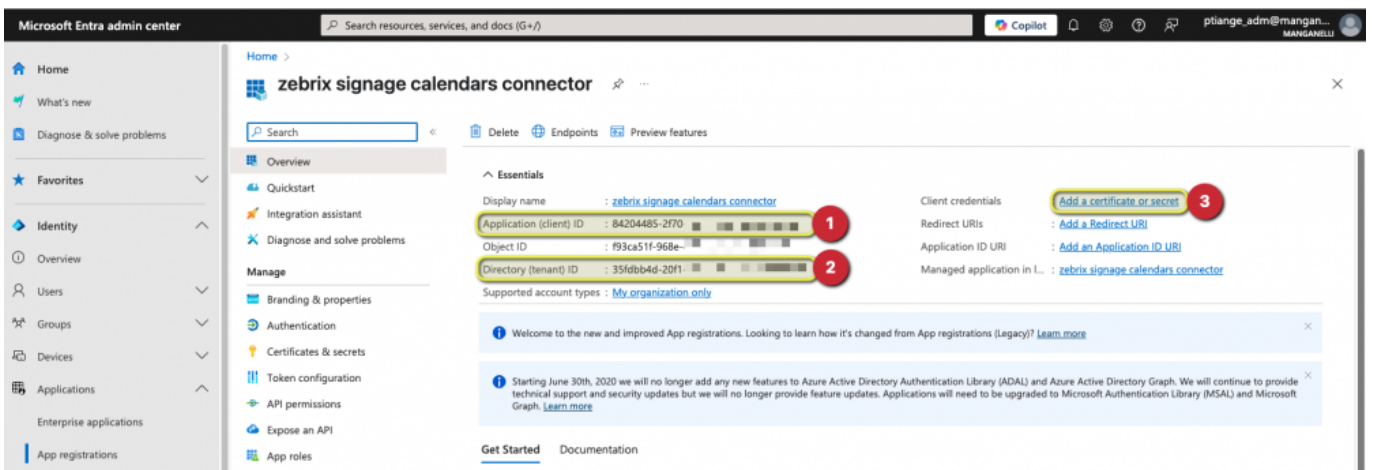 Microsoft Entra admin center
Search resources, services, and docs (G+/)
Copilot
ptiange_adm@mangan...
MANGANELLI
Home
What's new
Diagnose & solve problems
Favorites
Identity
Overview
Users
Groups
Devices
Applications
Enterprise applications
App registrations
Home >
zebrix signage calendars connector
Search
Overview
Quickstart
Integration assistant
Diagnose and solve problems
Manage
Branding & properties
Authentication
Certificates & secrets
Token configuration
API permissions
Expose an API
App roles
Delete
Endpoints
Preview features
Essentials
Display name : zebrix signage calendars connector
Application (client) ID : 84204485-2f70- 1
Object ID : f93ca51f-968e-
Directory (tenant) ID : 35fdbb4d-20f1- 2
Supported account types : My organization only
Client credentials : Add a certificate or secret 3
Redirect URIs : Add a Redirect URI
Application ID URI : Add an Application ID URI
Managed application in l... : zebrix signage calendars connector
Welcome to the new and improved App registrations. Looking to learn how it's changed from App registrations (Legacy)? Learn more
Starting June 30th, 2020 we will no longer add any new features to Azure Active Directory Authentication Library (ADAL) and Azure Active Directory Graph. We will continue to provide
technical support and security updates but we will no longer provide feature updates. Applications will need to be upgraded to Microsoft Authentication Library (MSAL) and Microsoft
Graph. Learn more
Get Started
Documentation